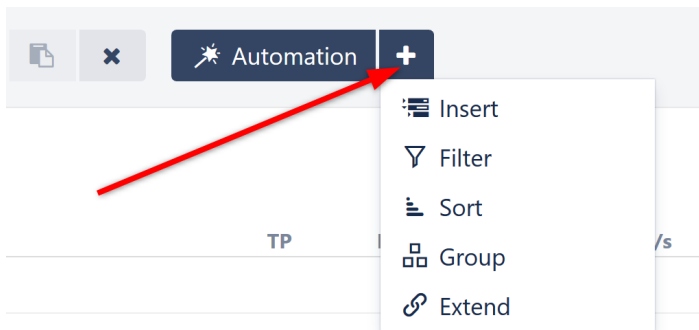 Automation
Insert
Filter
Sort
TP
/s
Group
Extend